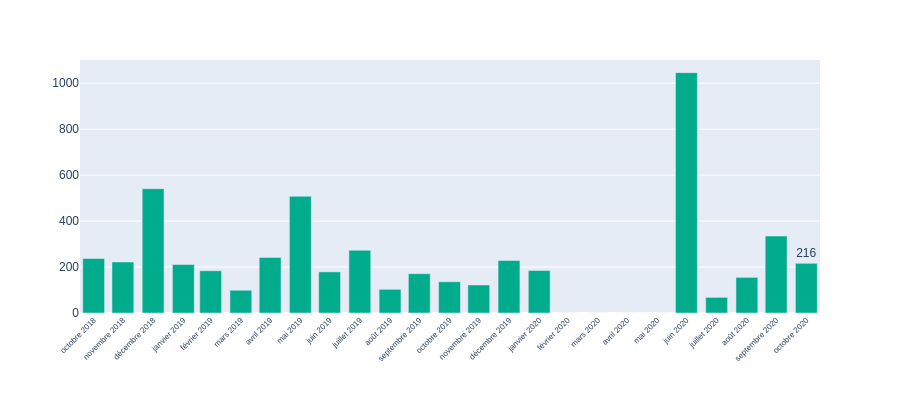 1000
800
600
400
200
0
216
octobre 2018
novembre 2018
décembre 2018
janvier 2019
février 2019
mars 2019
avril 2019
mai 2019
juin 2019
juillet 2019
août 2019
septembre 2019
octobre 2019
novembre 2019
décembre 2019
janvier 2020
février 2020
mars 2020
avril 2020
mai 2020
juin 2020
juillet 2020
août 2020
septembre 2020
octobre 2020